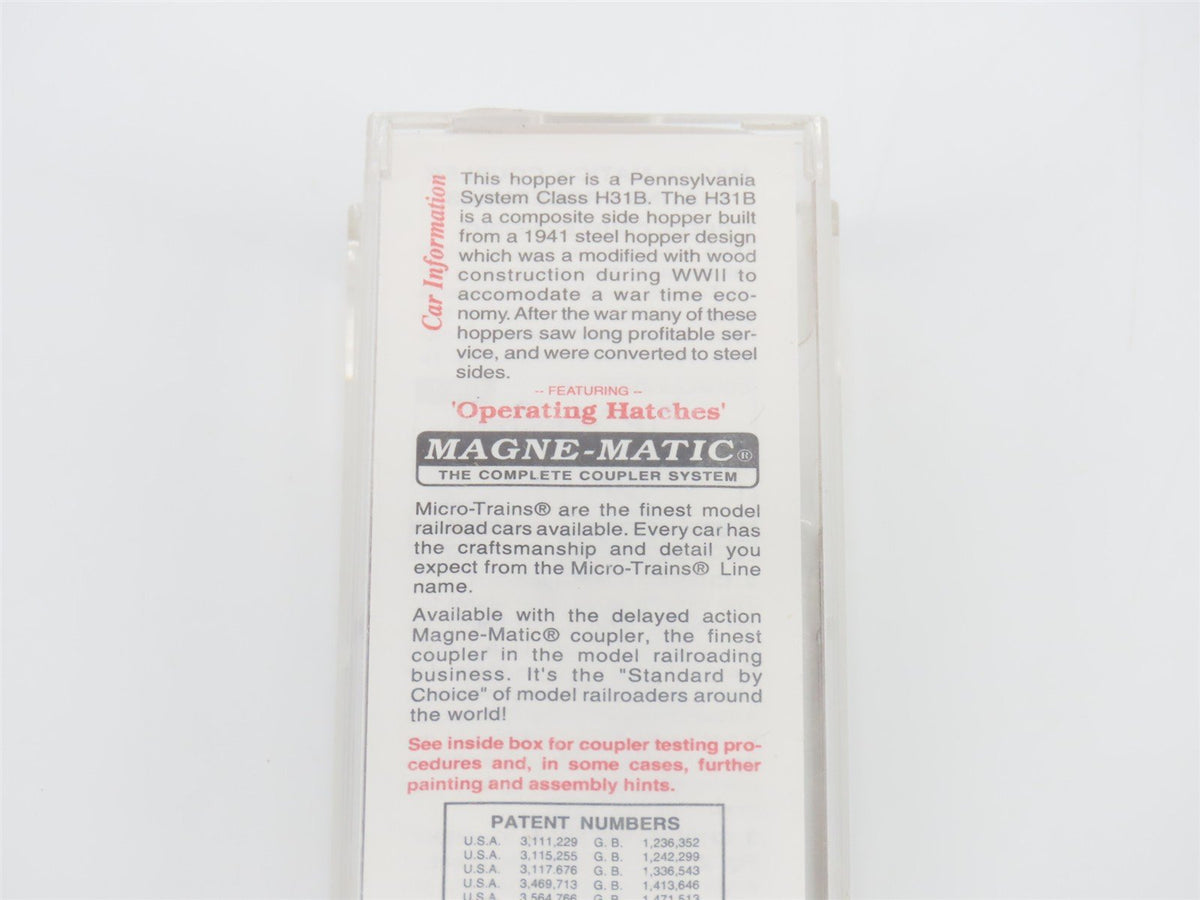 Car Information
This hopper is a Pennsylvania
System Class H31B. The H31B
is a composite side hopper built
from a 1941 steel hopper design
which was a modified with wood
construction during WWII to
accomodate a war time eco-
nomy. After the war many of these
hoppers saw long profitable ser-
vice, and were converted to steel
sides.
-- FEATURING --
'Operating Hatches'
MAGNE-MATIC®
THE COMPLETE COUPLER SYSTEM
Micro-Trains® are the finest model
railroad cars available. Every car has
the craftsmanship and detail you
expect from the Micro-Trains® Line
name.
Available with the delayed action
Magne-Matic® coupler, the finest
coupler in the model railroading
business. It's the "Standard by
Choice" of model railroaders around
the world!
See inside box for coupler testing pro-
cedures and, in some cases, further
painting and assembly hints.
PATENT NUMBERS
U.S.A. 3,111,229 G. B. 1,236,352
U.S.A. 3,115,255 G. B. 1,242,299
U.S.A. 3,117,676 G. B. 1,336,543
U.S.A. 3,469,713 G. B. 1,413,646
U.S.A. 3,564,766 G. B. 1,471,513